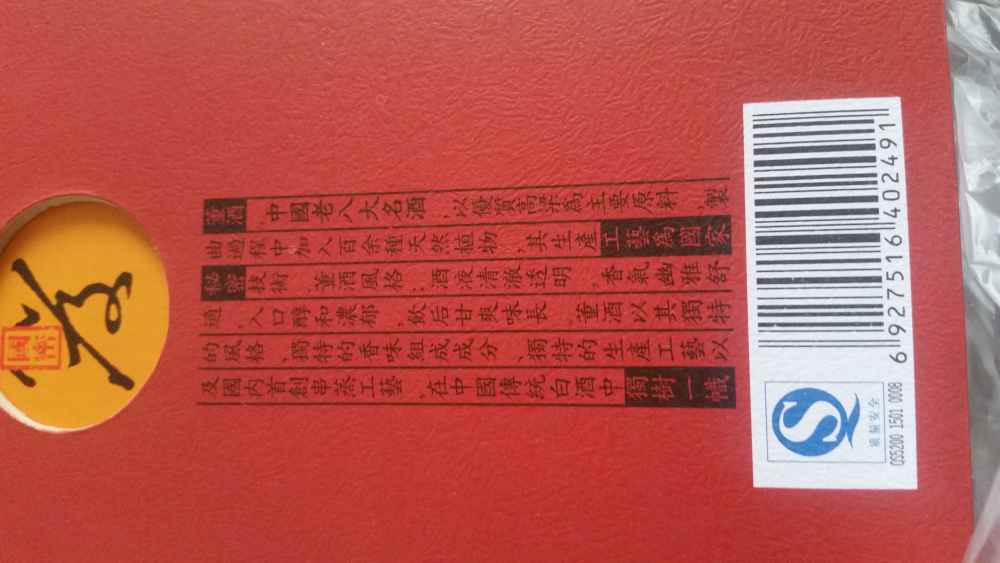 國密
董酒，中國老八大名酒，以優質高粱為主要原料，製
曲過程中加入百余種天然植物，其生產工藝為國家
秘密技術。董酒風格：酒液清澈透明，香氣幽雅舒
適，入口醇和濃郁，飲后甘爽味長。董酒以其獨特
的風格、獨特的香味組成成分、獨特的生產工藝以
及國內首創串蒸工藝，在中國傳統白酒中獨樹一幟
6 927516 402491
質量安全
QS5200 1501 0008